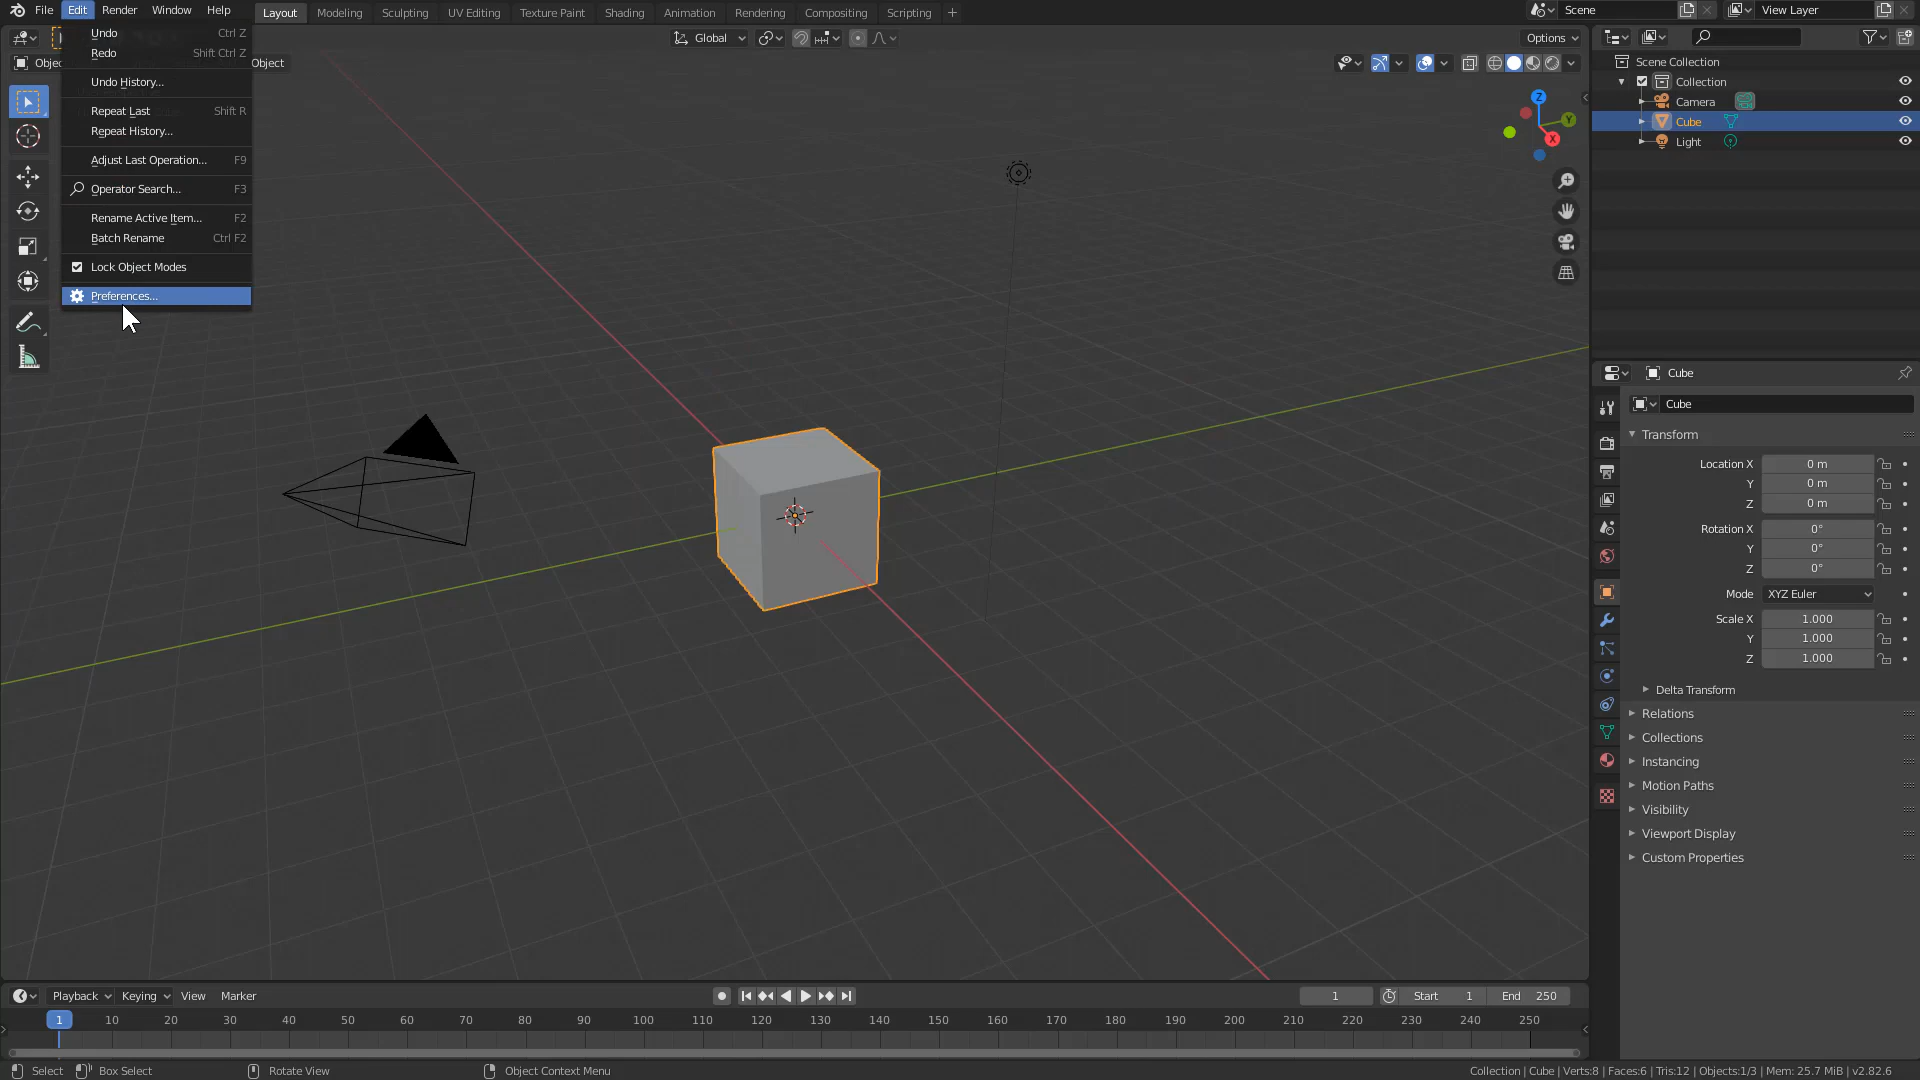 File Edit Render Window Help Layout Modeling Sculpting UV Editing Texture Paint Shading Animation Rendering Compositing Scripting + Scene View Layer
Global Options
Object
Undo Ctrl Z
Redo Shift Ctrl Z
Undo History...
Repeat Last Shift R
Repeat History...
Adjust Last Operation... F9
Operator Search... F3
Rename Active Item... F2
Batch Rename Ctrl F2
Lock Object Modes
Preferences...
Z
Y
X
Scene Collection
Collection
Camera
Cube
Light
Cube
Cube
Transform
Location X 0 m
Y 0 m
Z 0 m
Rotation X 0°
Y 0°
Z 0°
Mode XYZ Euler
Scale X 1.000
Y 1.000
Z 1.000
Delta Transform
Relations
Collections
Instancing
Motion Paths
Visibility
Viewport Display
Custom Properties
Playback Keying View Marker 1 Start 1 End 250
1 10 20 30 40 50 60 70 80 90 100 110 120 130 140 150 160 170 180 190 200 210 220 230 240 250
Select Box Select Rotate View Object Context Menu Collection | Cube | Verts:8 | Faces:6 | Tris:12 | Objects:1/3 | Mem: 25.7 MiB | v2.82.6